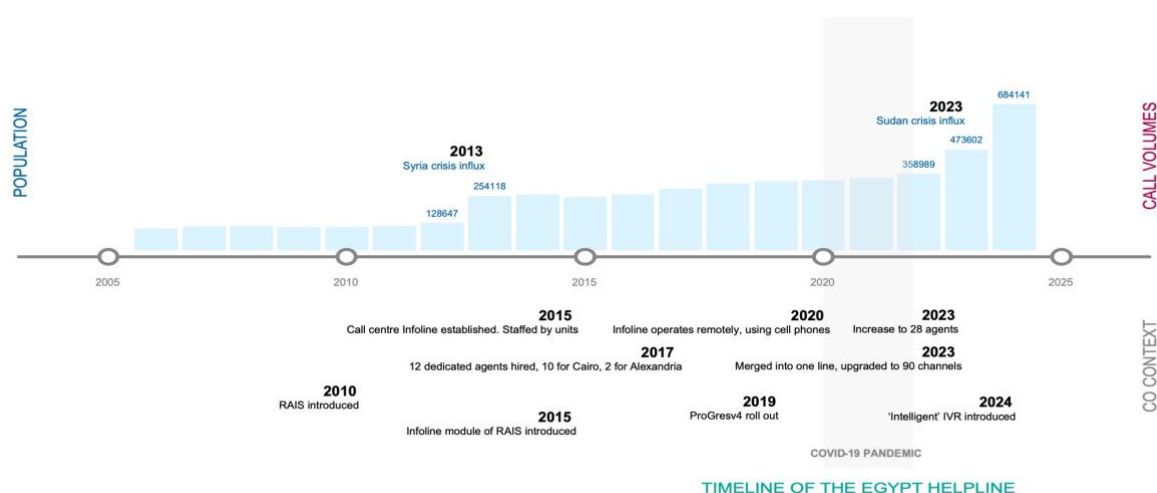 POPULATION
CALL VOLUMES
684141
2023
Sudan crisis influx
473602
2013
Syria crisis influx
358989
254118
128647
2005
2010
2015
2020
2025
2015
Call centre Infoline established. Staffed by units
2020
Infoline operates remotely, using cell phones
2023
Increase to 28 agents
2017
12 dedicated agents hired, 10 for Cairo, 2 for Alexandria
2023
Merged into one line, upgraded to 90 channels
CO CONTEXT
2010
RAIS introduced
2019
ProGresv4 roll out
2024
'Intelligent' IVR introduced
2015
Infoline module of RAIS introduced
COVID-19 PANDEMIC
TIMELINE OF THE EGYPT HELPLINE